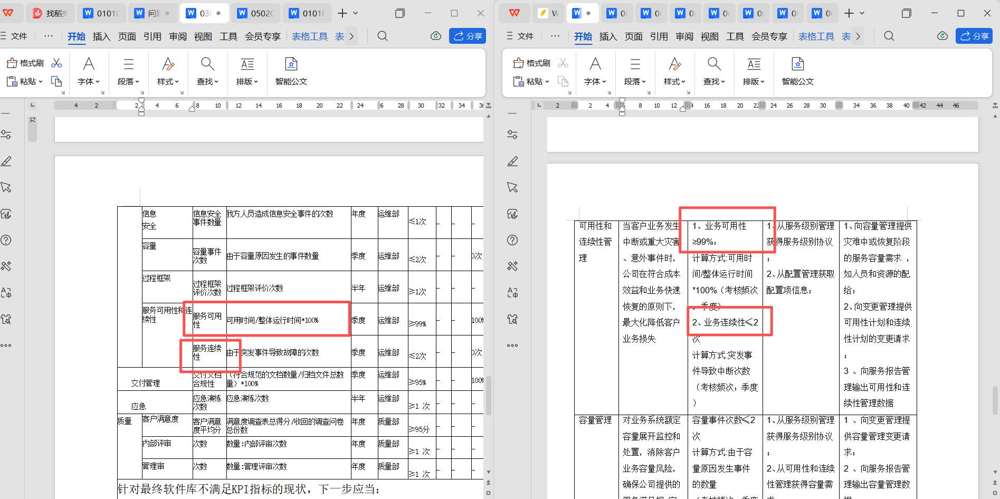 找稻壳
0101C
问题
03C
0502C
0101C
文件
开始
插入
页面
引用
审阅
视图
工具
会员专享
表格工具
表
分享
格式刷
粘贴
字体
段落
样式
查找
排版
智能公文
4 2 2 4 6 8 10 12 14 16 18 20 22 24 26 28 30 32 34 36
72
信息
安全
信息安全
事件数量
我方人员造成信息安全事件的次数
年度
运维部
≤1次
容量
容量事件
次数
由于容量原因发生的事件数量
季度
运维部
≤2次
0次
过程框架
过程框架
评价次数
过程框架评价次数
半年
运维部
≥1次
服务可用性和连
续性
服务可用
性
可用时间/整体运行时间*100%
季度
运维部
≥99%
100%
服务连续
性
由于突发事件导致故障的次数
季度
运维部
≤2次
0次
交付管理
交付文档
合规性
（符合规范的文档数量/归档文件总数
量）*100%
季度
运维部
≥95%
100%
应急
应急演练
次数
应急演练次数
半年
运维部
≥1 次
质量
客户满意度
客户满意
度平均分
满意度调查表总得分/收回的调查问卷
总份数
年度
质量部
≥95分
内部评审
次数
数量:内部评审次数
年度
质量部
≥1 次
管理审
次数
数量:管理评审次数
年度
质量部
≥1 次
针对最终软件库不满足KPI指标的现状，下一步应当：
文件
开始
插入
页面
引用
审阅
视图
工具
会员专享
表格工具
表
分享
格式刷
粘贴
字体
段落
样式
查找
排版
智能公文
2 2 4 6 8 10 12 14 16 18 20 22 24 26 28 30 32 34 36 38 40 42 44 46
可用性和
连续性管
理
当客户业务发生
中断或重大灾害
、意外事件时，
公司在符合成本
效益和业务快速
恢复的原则下，
最大化降低客户
业务损失
1、业务可用性
≥99%：
计算方式:可用时
间/整体运行时间
*100%（考核频次
：季度）
2、业务连续性≤2
次
计算方式:突发事
件导致中断次数
（考核频次：季度
）
1、从服务级别管理
获得服务级别协议
；
2、从配置管理获取
配置项信息；
1、向容量管理提供
灾难中或恢复阶段
的服务容量需求，
如人员和资源的配
给；
2、向变更管理提供
可用性计划和连续
性计划的变更请求
；
3 、向服务报告管
理输出可用性和连
续性管理数据
容量管理
对业务系统额定
容量展开监控和
处置，消除客户
业务容量风险，
确保公司提供的
容量事件次数≤2
次
计算方式:由于容
量原因发生事件
的数量
1、从服务级别管理
获得服务级别协议
；
2、从可用性和连续
性管理获得容量需
1 、向变更管理提
供容量管理变更请
求；
2 、向服务报告管
理输出容量管理数